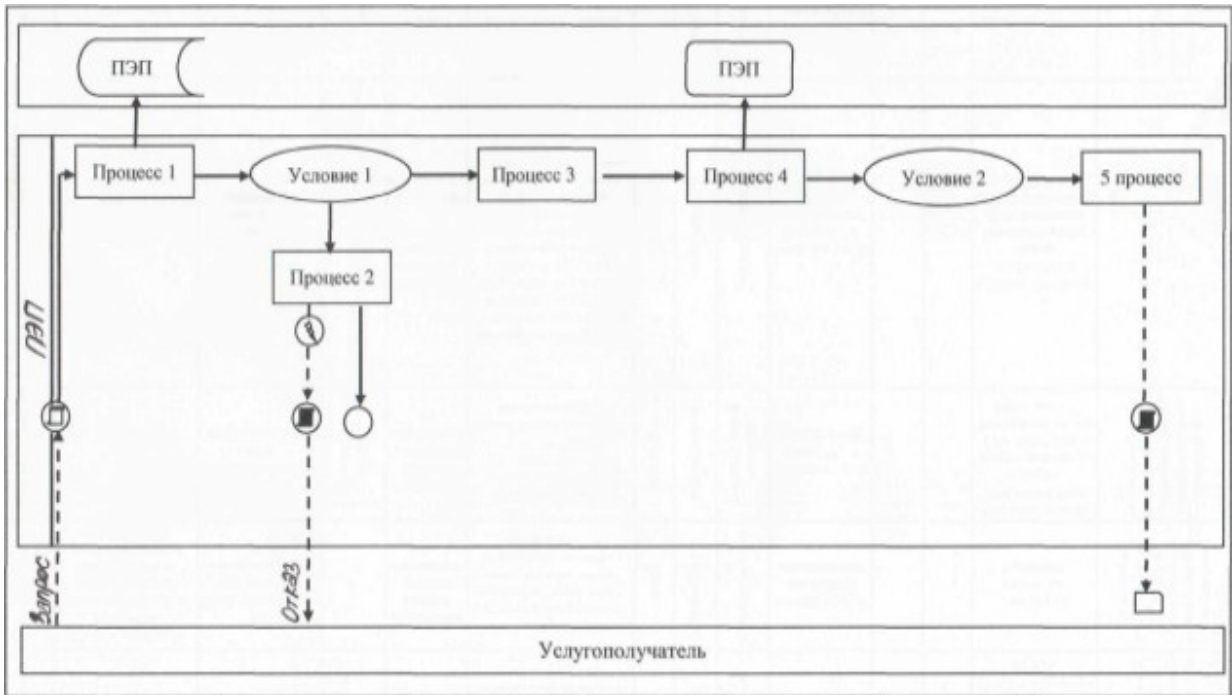 ПЭП
ПЭП
Процесс 1
Условие 1
Процесс 3
Процесс 4
Условие 2
5 процесс
Процесс 2
ПЭП
Запрос
Отказ
Услугополучатель